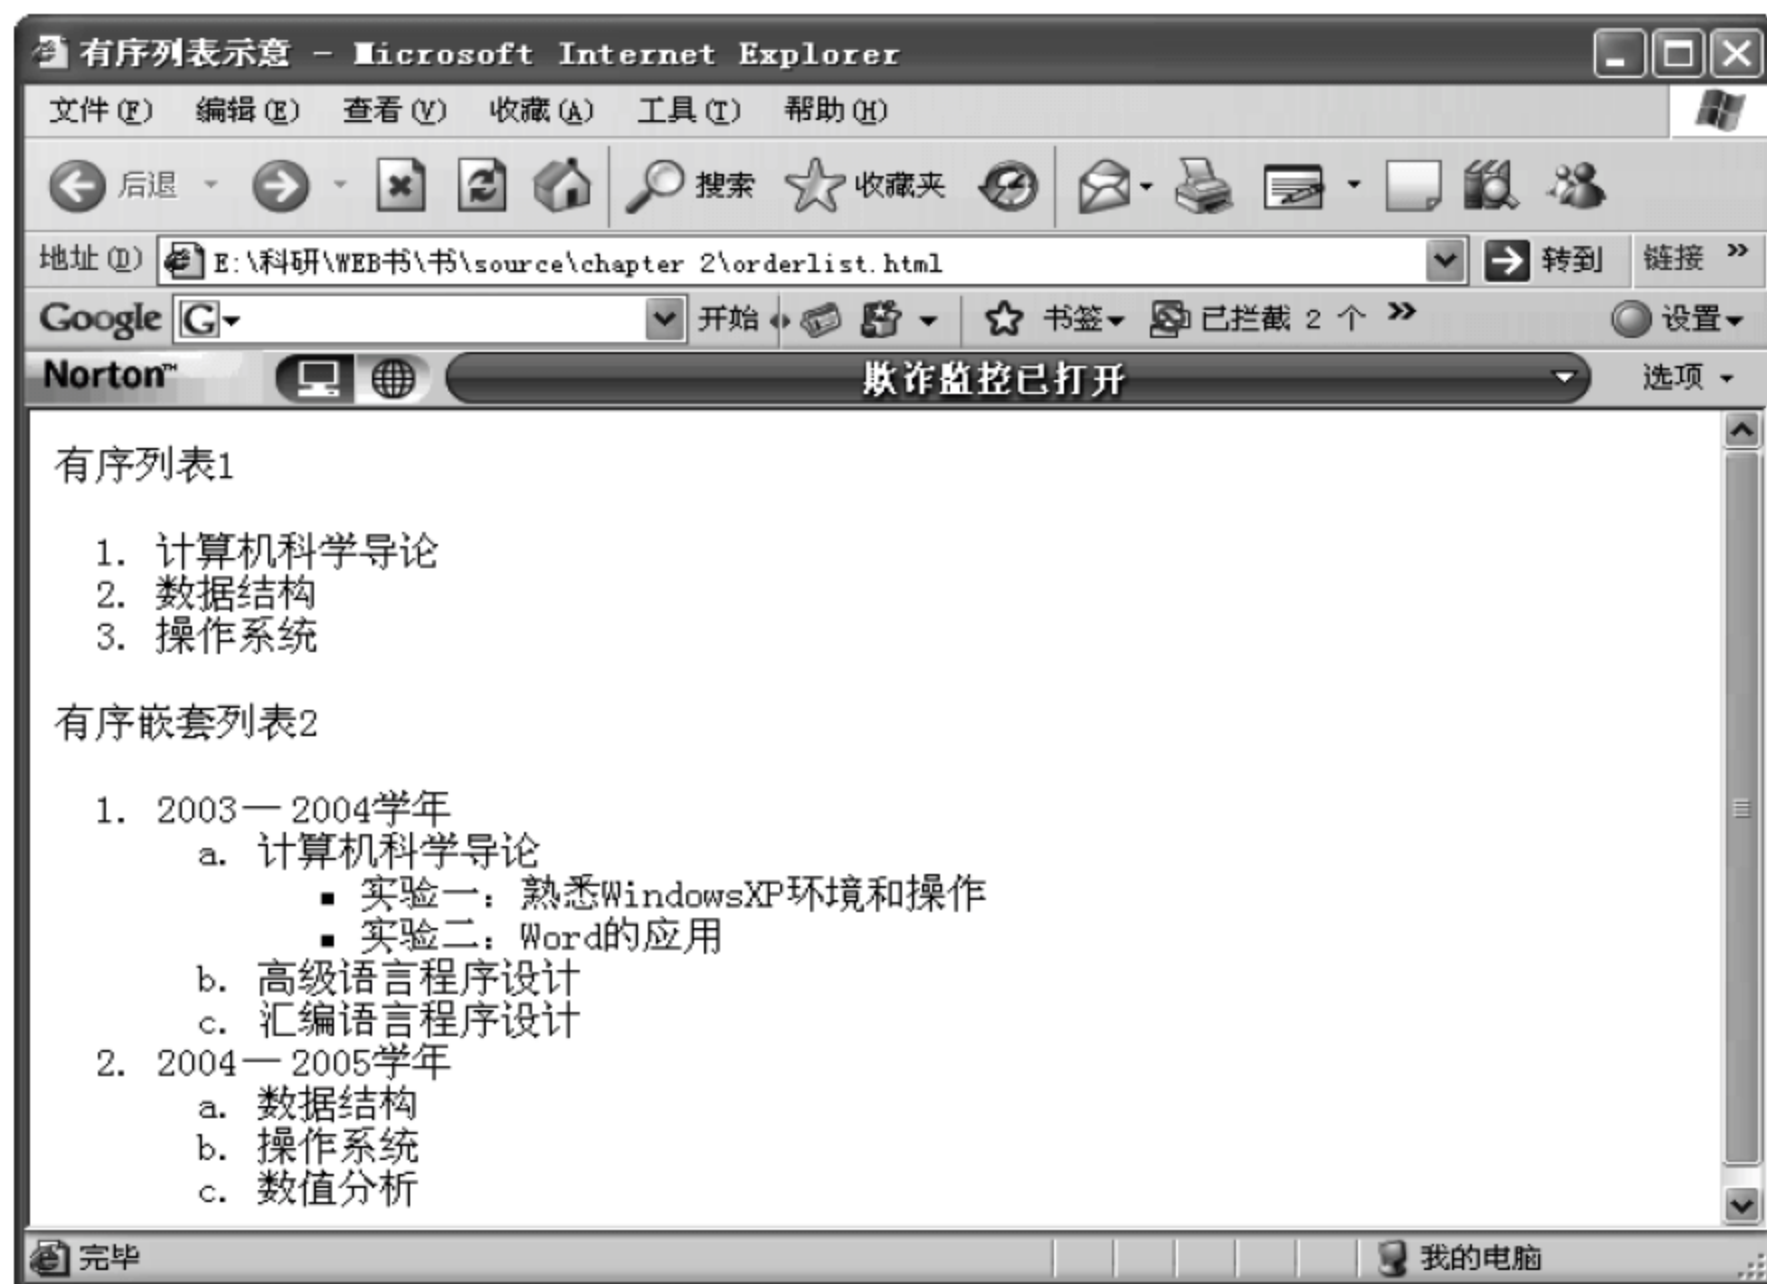 有序列表示意 - Microsoft Internet Explorer
文件(F) 编辑(E) 查看(V) 收藏(A) 工具(T) 帮助(H)
后退 搜索 收藏夹
地址(D) E:\科研\WEB书\书\source\chapter 2\orderlist.html 转到 链接 »
Google G 开始 书签 已拦截 2 个 » 设置
Norton™ 欺诈监控已打开 选项
有序列表1
1. 计算机科学导论
2. 数据结构
3. 操作系统
有序嵌套列表2
1. 2003—2004学年
a. 计算机科学导论
▪ 实验一：熟悉WindowsXP环境和操作
▪ 实验二：Word的应用
b. 高级语言程序设计
c. 汇编语言程序设计
2. 2004—2005学年
a. 数据结构
b. 操作系统
c. 数值分析
完毕 我的电脑